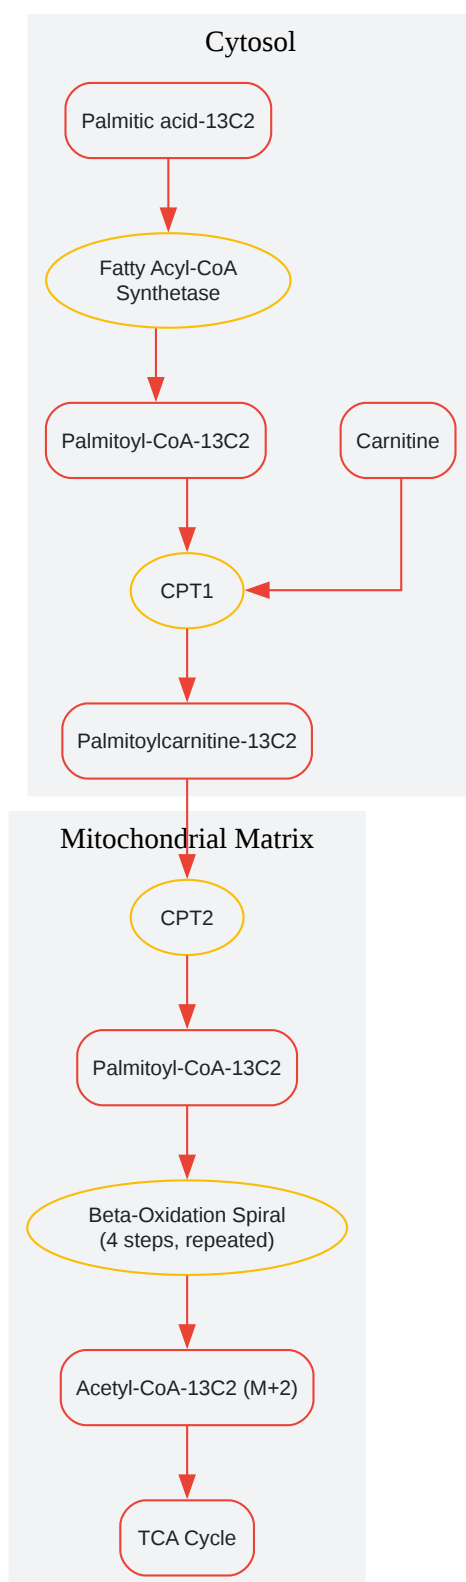 Cytosol
Palmitic acid-13C2
Fatty Acyl-CoA
Synthetase
Palmitoyl-CoA-13C2
Carnitine
CPT1
Palmitoylcarnitine-13C2
Mitochondrial Matrix
CPT2
Palmitoyl-CoA-13C2
Beta-Oxidation Spiral
(4 steps, repeated)
Acetyl-CoA-13C2 (M+2)
TCA Cycle